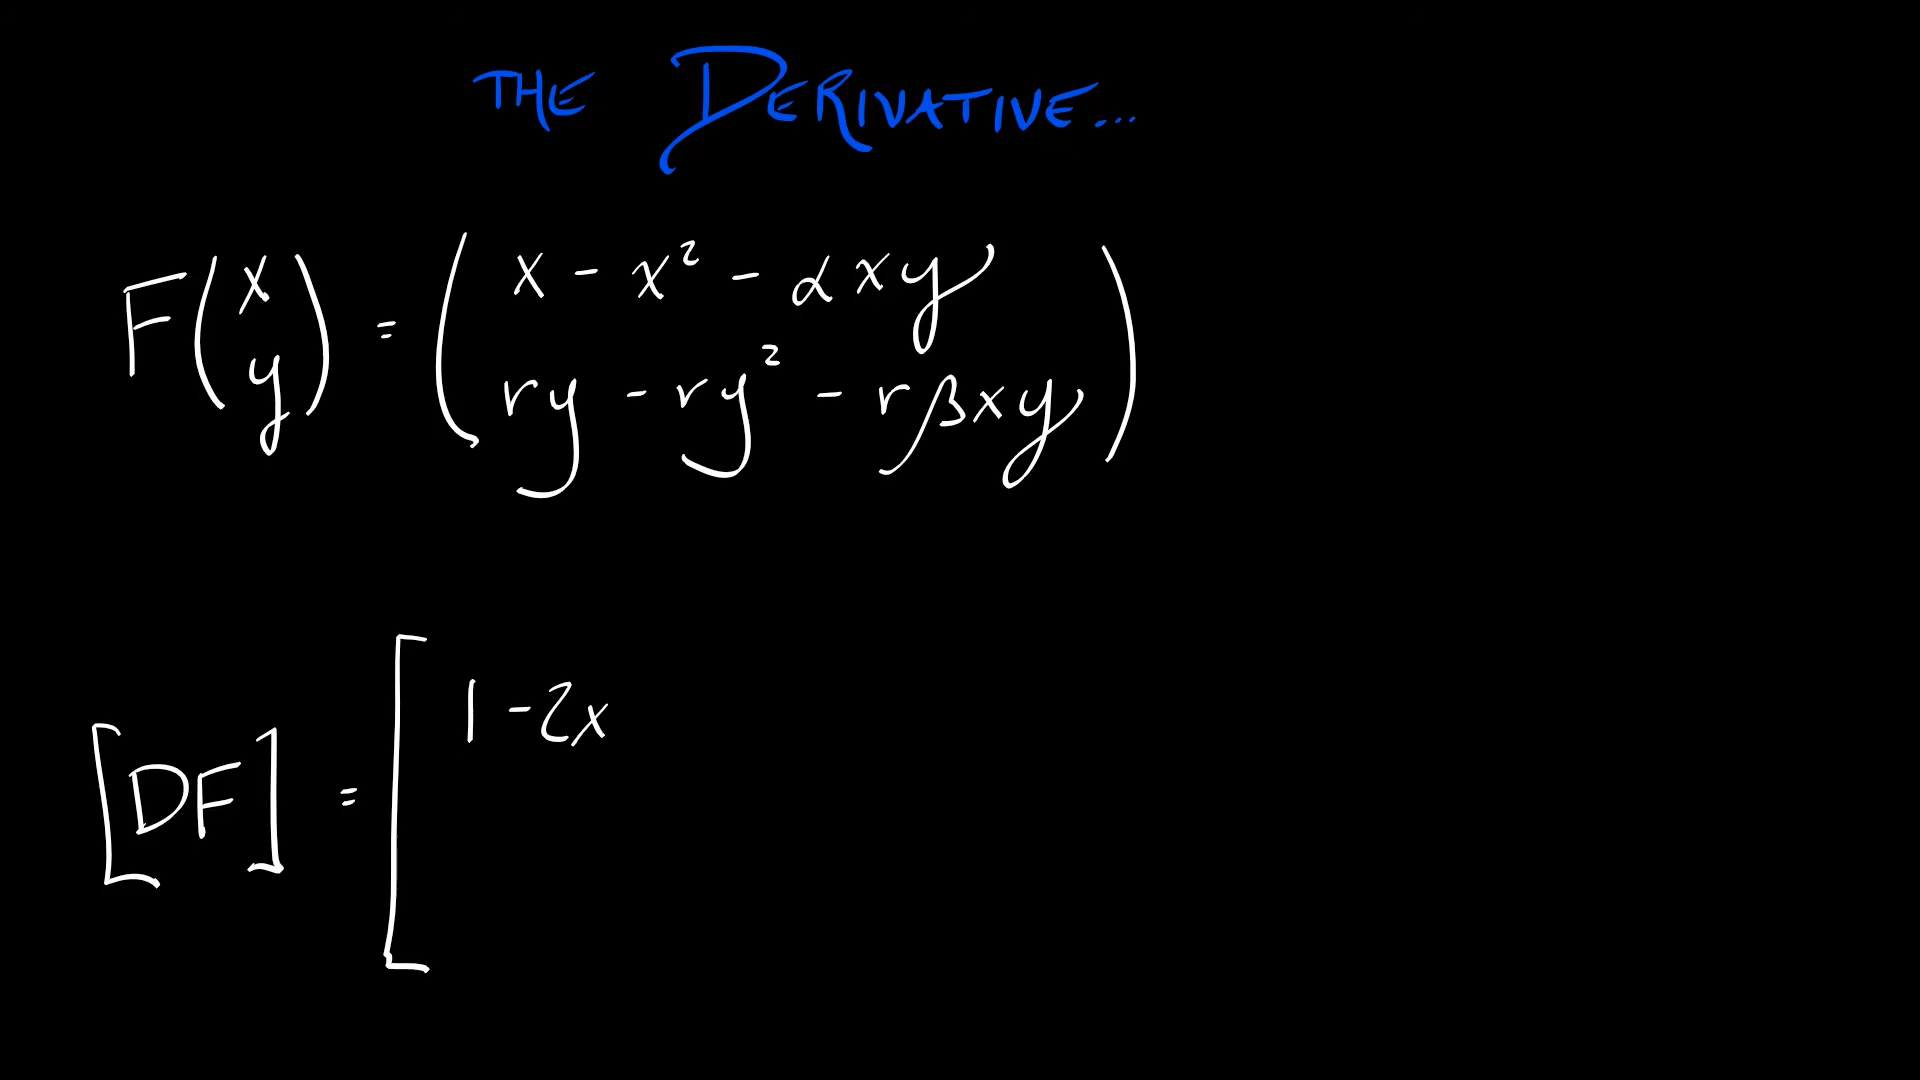 THE DERIVATIVE...
F(x y) = (x - x² - αxy
ry - ry² - rβxy)
[DF] = [1 - 2x